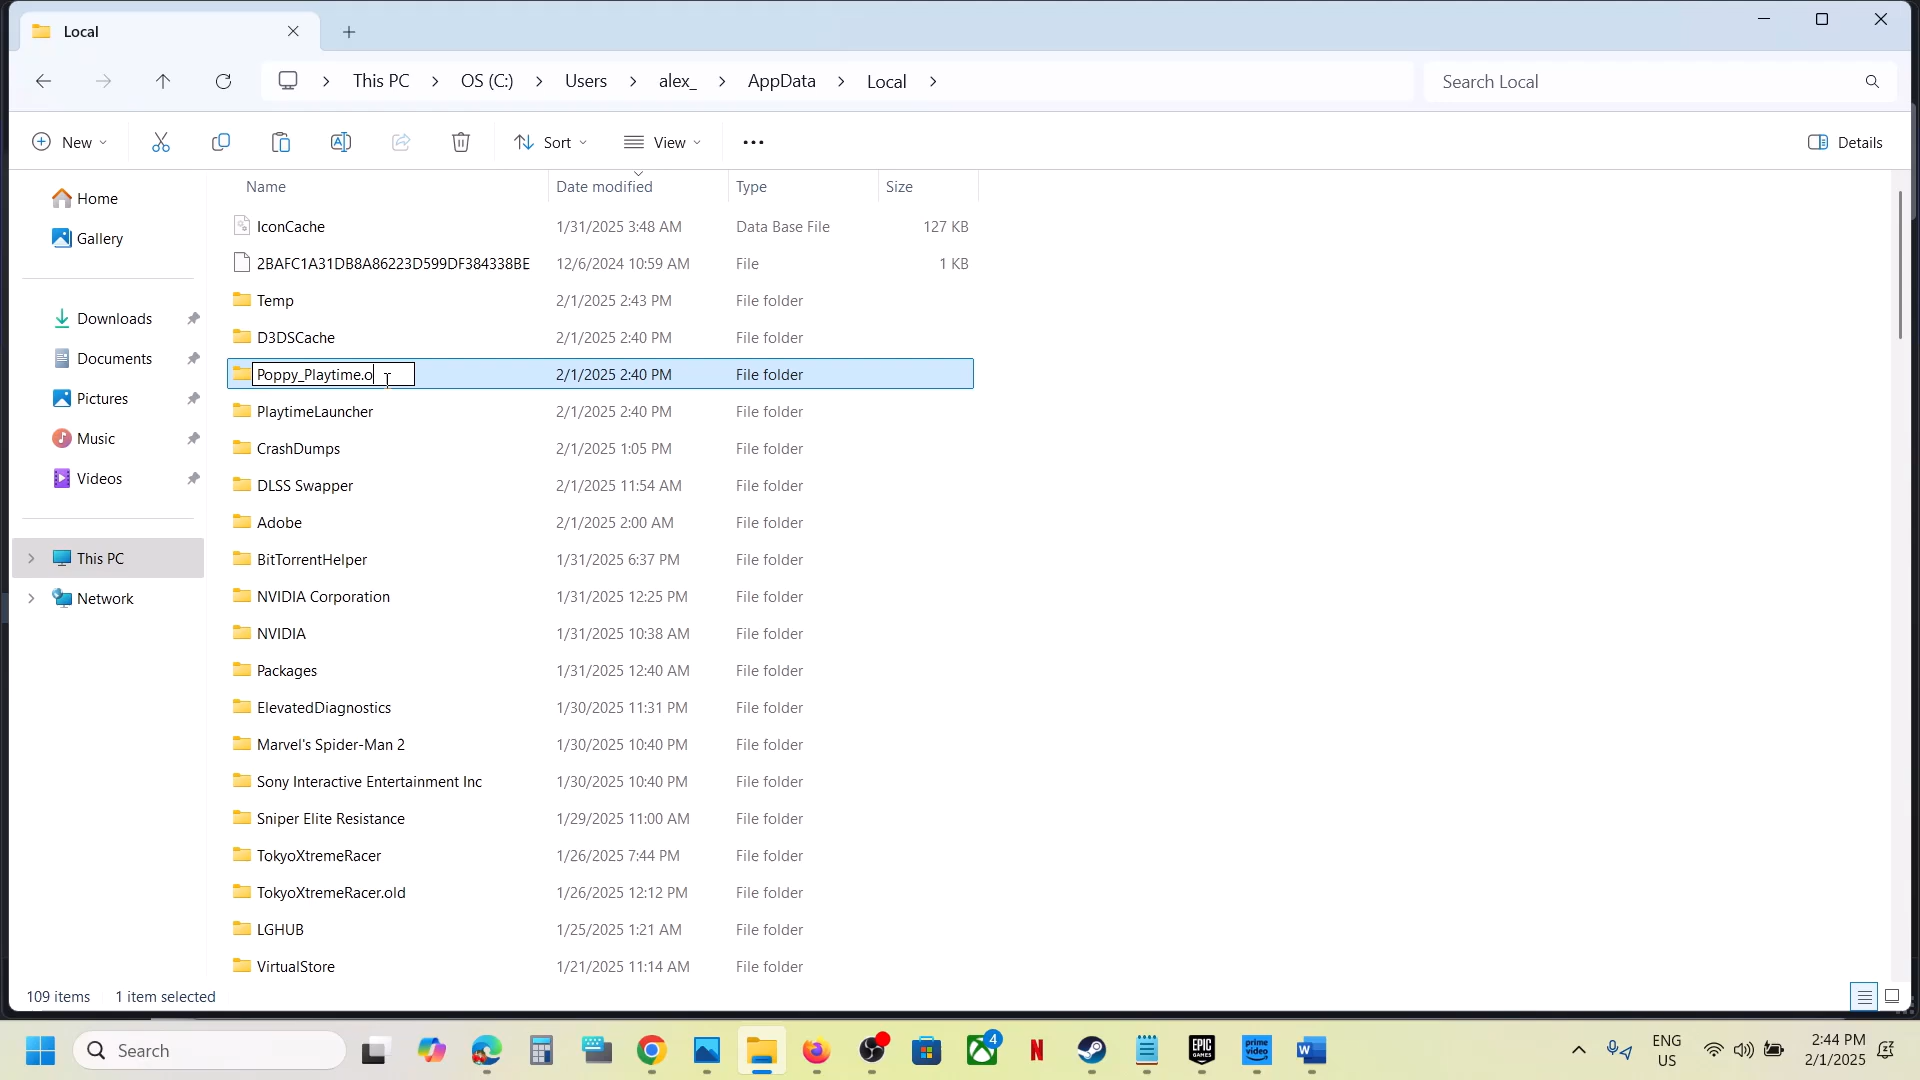 Local
This PC
OS (C:)
Users
alex_
AppData
Local
Search Local
New
Sort
View
Details
Name
Date modified
Type
Size
Home
Gallery
Downloads
Documents
Pictures
Music
Videos
This PC
Network
IconCache 1/31/2025 3:48 AM Data Base File 127 KB
2BAFC1A31DB8A86223D599DF384338BE 12/6/2024 10:59 AM File 1 KB
Temp 2/1/2025 2:43 PM File folder
D3DSCache 2/1/2025 2:40 PM File folder
Poppy_Playtime.o 2/1/2025 2:40 PM File folder
PlaytimeLauncher 2/1/2025 2:40 PM File folder
CrashDumps 2/1/2025 1:05 PM File folder
DLSS Swapper 2/1/2025 11:54 AM File folder
Adobe 2/1/2025 2:00 AM File folder
BitTorrentHelper 1/31/2025 6:37 PM File folder
NVIDIA Corporation 1/31/2025 12:25 PM File folder
NVIDIA 1/31/2025 10:38 AM File folder
Packages 1/31/2025 12:40 AM File folder
ElevatedDiagnostics 1/30/2025 11:31 PM File folder
Marvel's Spider-Man 2 1/30/2025 10:40 PM File folder
Sony Interactive Entertainment Inc 1/30/2025 10:40 PM File folder
Sniper Elite Resistance 1/29/2025 11:00 AM File folder
TokyoXtremeRacer 1/26/2025 7:44 PM File folder
TokyoXtremeRacer.old 1/26/2025 12:12 PM File folder
LGHUB 1/25/2025 1:21 AM File folder
VirtualStore 1/21/2025 11:14 AM File folder
109 items 1 item selected
Search
4
N
EPIC GAMES
prime video
W
ENG
US
2:44 PM
2/1/2025